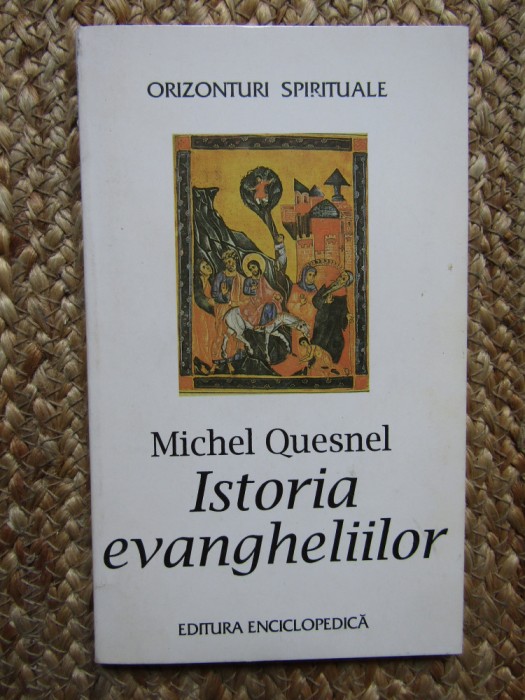 ORIZONTURI SPIRITUALE
Michel Quesnel
Istoria
evangheliilor
EDITURA ENCICLOPEDICĂ